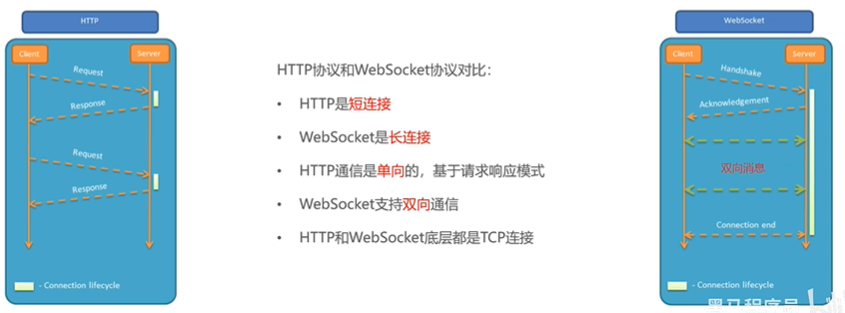 HTTP
Client
Server
Request
Response
Request
Response
- Connection lifecycle
HTTP协议和WebSocket协议对比：
• HTTP是短连接
• WebSocket是长连接
• HTTP通信是单向的，基于请求响应模式
• WebSocket支持双向通信
• HTTP和WebSocket底层都是TCP连接
WebSocket
Client
Server
Handshake
Acknowledgement
双向消息
Connection end
- Connection lifecycle